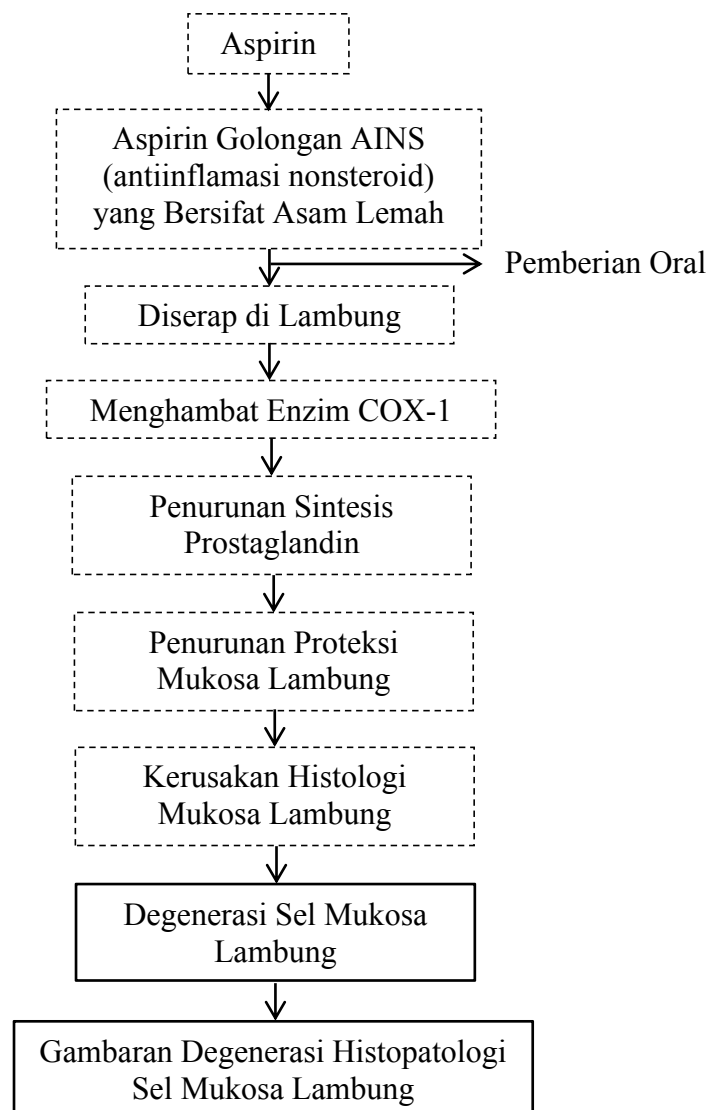 Aspirin
Aspirin Golongan AINS
(antiinflamasi nonsteroid)
yang Bersifat Asam Lemah
Pemberian Oral
Diserap di Lambung
Menghambat Enzim COX-1
Penurunan Sintesis
Prostaglandin
Penurunan Proteksi
Mukosa Lambung
Kerusakan Histologi
Mukosa Lambung
Degenerasi Sel Mukosa
Lambung
Gambaran Degenerasi Histopatologi
Sel Mukosa Lambung